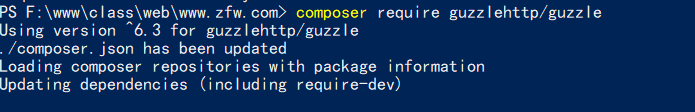 PS F:\www\class\web\www.zfw.com> composer require guzzlehttp/guzzle
Using version ^6.3 for guzzlehttp/guzzle
./composer.json has been updated
Loading composer repositories with package information
Updating dependencies (including require-dev)